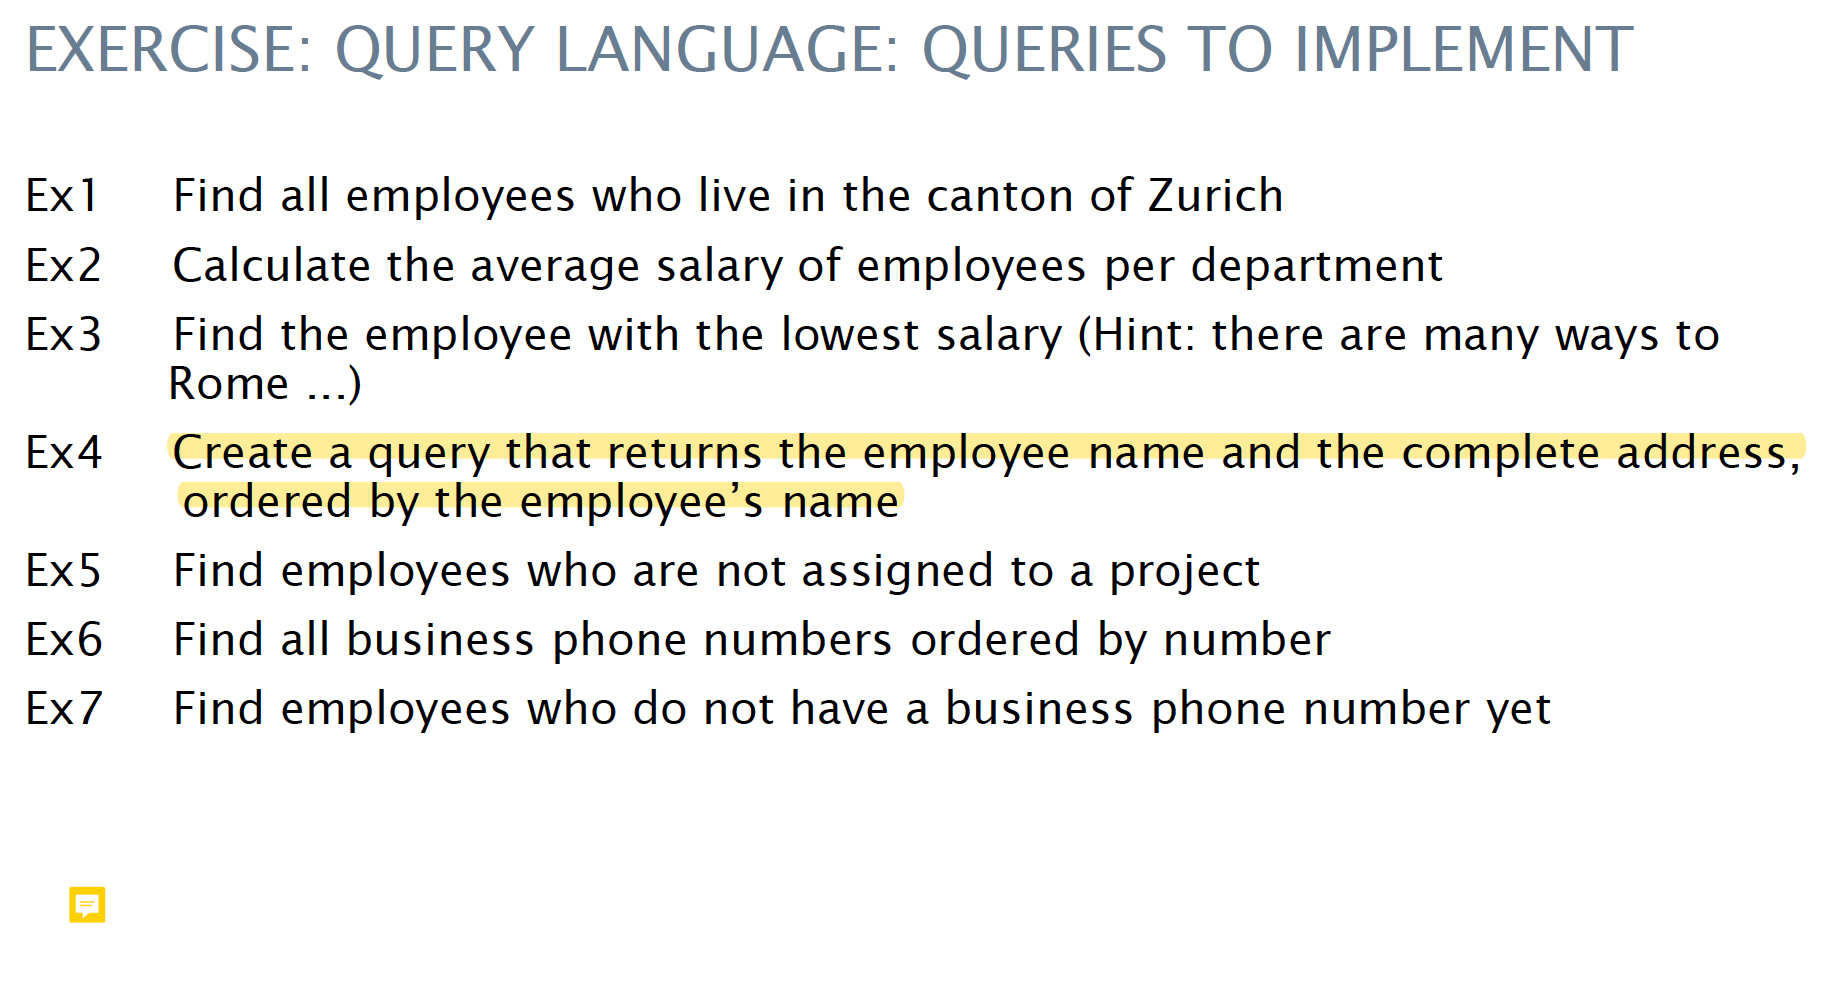 EXERCISE: QUERY LANGUAGE: QUERIES TO IMPLEMENT
Ex1 Find all employees who live in the canton of Zurich
Ex2 Calculate the average salary of employees per department
Ex3 Find the employee with the lowest salary (Hint: there are many ways to
Rome ...)
Ex4 Create a query that returns the employee name and the complete address,
ordered by the employee’s name
Ex5 Find employees who are not assigned to a project
Ex6 Find all business phone numbers ordered by number
Ex7 Find employees who do not have a business phone number yet